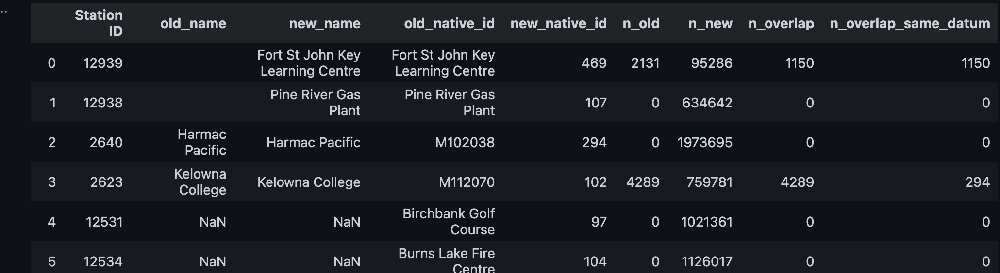 Station ID old_name new_name old_native_id new_native_id n_old n_new n_overlap n_overlap_same_datum
0 12939 Fort St John Key Learning Centre Fort St John Key Learning Centre 469 2131 95286 1150 1150
1 12938 Pine River Gas Plant Pine River Gas Plant 107 0 634642 0 0
2 2640 Harmac Pacific Harmac Pacific M102038 294 0 1973695 0 0
3 2623 Kelowna College Kelowna College M112070 102 4289 759781 4289 294
4 12531 NaN NaN Birchbank Golf Course 97 0 1021361 0 0
5 12534 NaN NaN Burns Lake Fire Centre 104 0 1126017 0 0